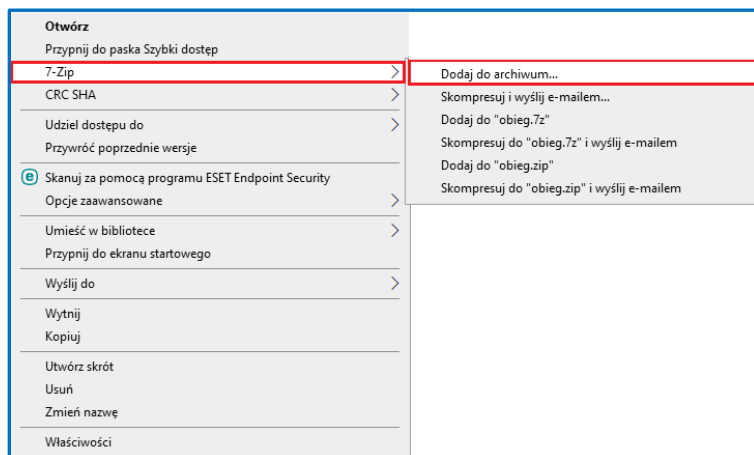 Otwórz
Przypnij do paska Szybki dostęp
7-Zip
CRC SHA
Udziel dostępu do
Przywróć poprzednie wersje
Skanuj za pomocą programu ESET Endpoint Security
Opcje zaawansowane
Umieść w bibliotece
Przypnij do ekranu startowego
Wyślij do
Wytnij
Kopiuj
Utwórz skrót
Usuń
Zmień nazwę
Właściwości
Dodaj do archiwum...
Skompresuj i wyślij e-mailem...
Dodaj do "obieg.7z"
Skompresuj do "obieg.7z" i wyślij e-mailem
Dodaj do "obieg.zip"
Skompresuj do "obieg.zip" i wyślij e-mailem